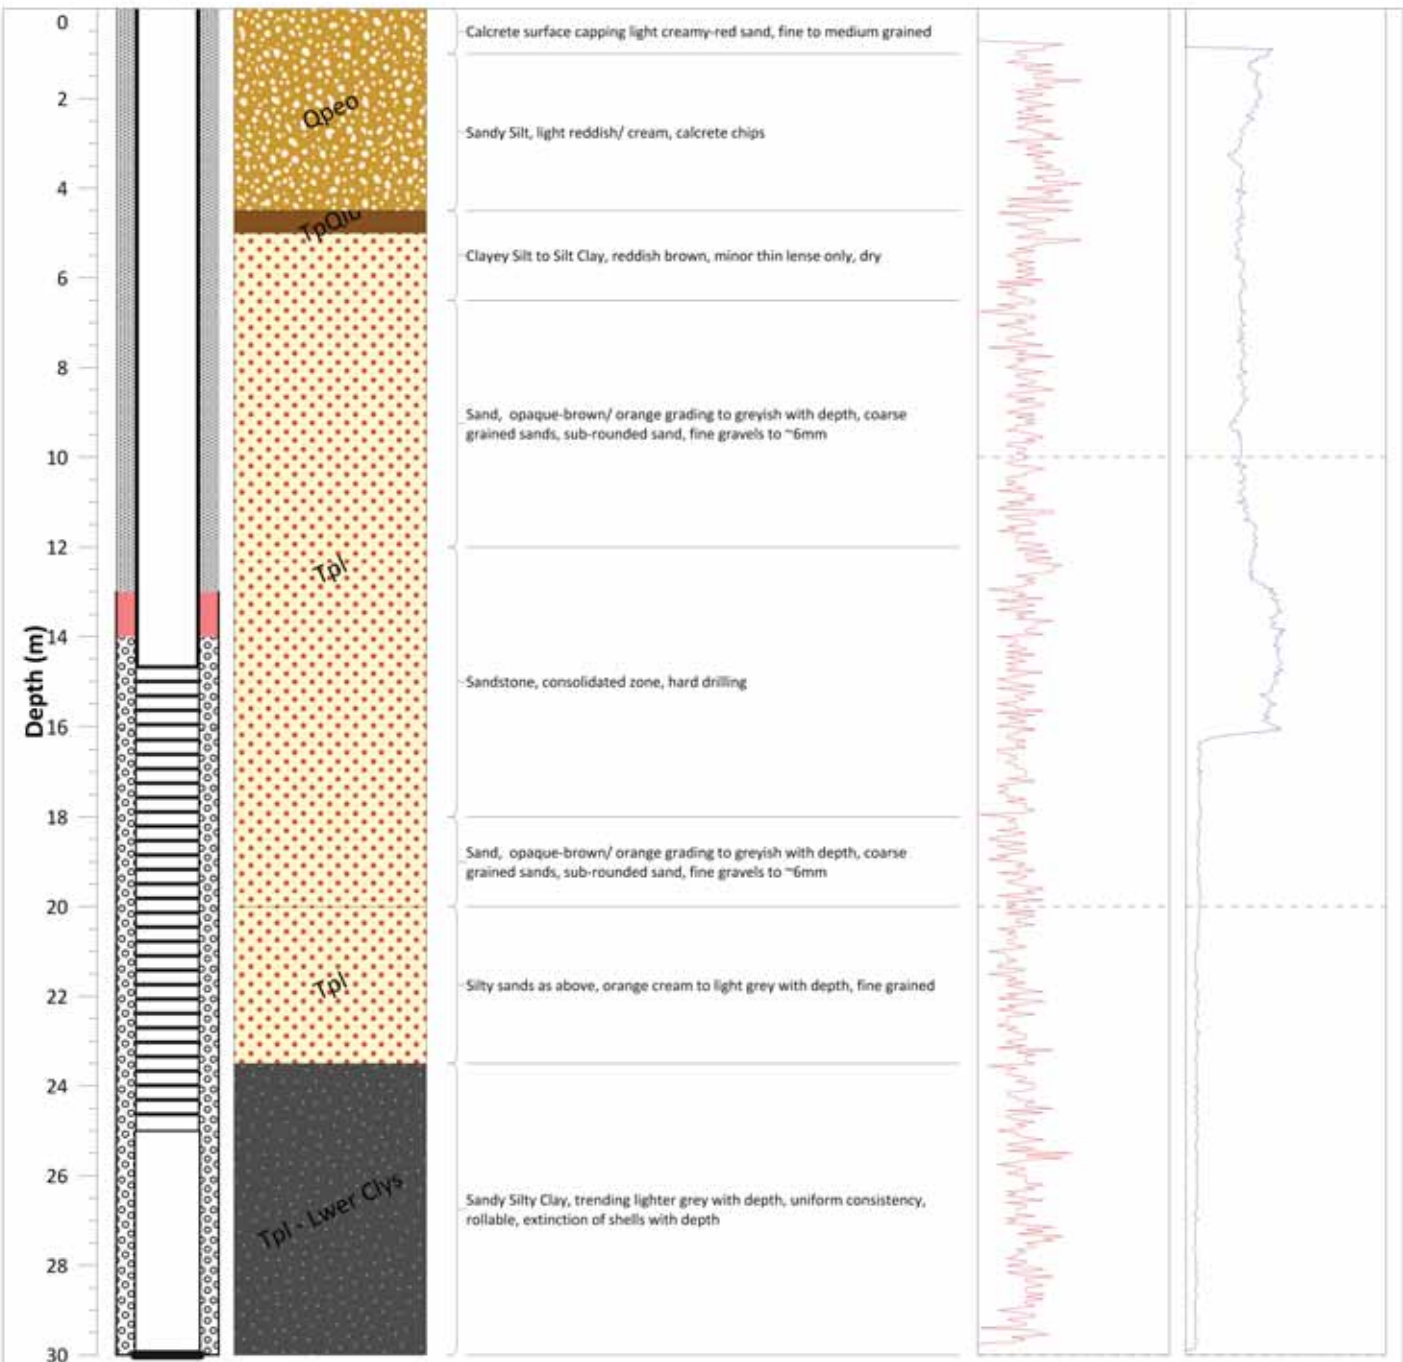 0
Calcrete surface capping light creamy-red sand, fine to medium grained
2
Qpeo
Sandy Silt, light reddish/ cream, calcrete chips
4
TpQlu
Clayey Silt to Silt Clay, reddish brown, minor thin lense only, dry
6
8
Sand, opaque-brown/ orange grading to greyish with depth, coarse
grained sands, sub-rounded sand, fine gravels to ~6mm
10
12
Tpl
14
Depth (m)
Sandstone, consolidated zone, hard drilling
16
18
Sand, opaque-brown/ orange grading to greyish with depth, coarse
grained sands, sub-rounded sand, fine gravels to ~6mm
20
22
Tpl
Silty sands as above, orange cream to light grey with depth, fine grained
24
26
Tpl - Lwer Clys
Sandy Silty Clay, trending lighter grey with depth, uniform consistency,
rollable, extinction of shells with depth
28
30